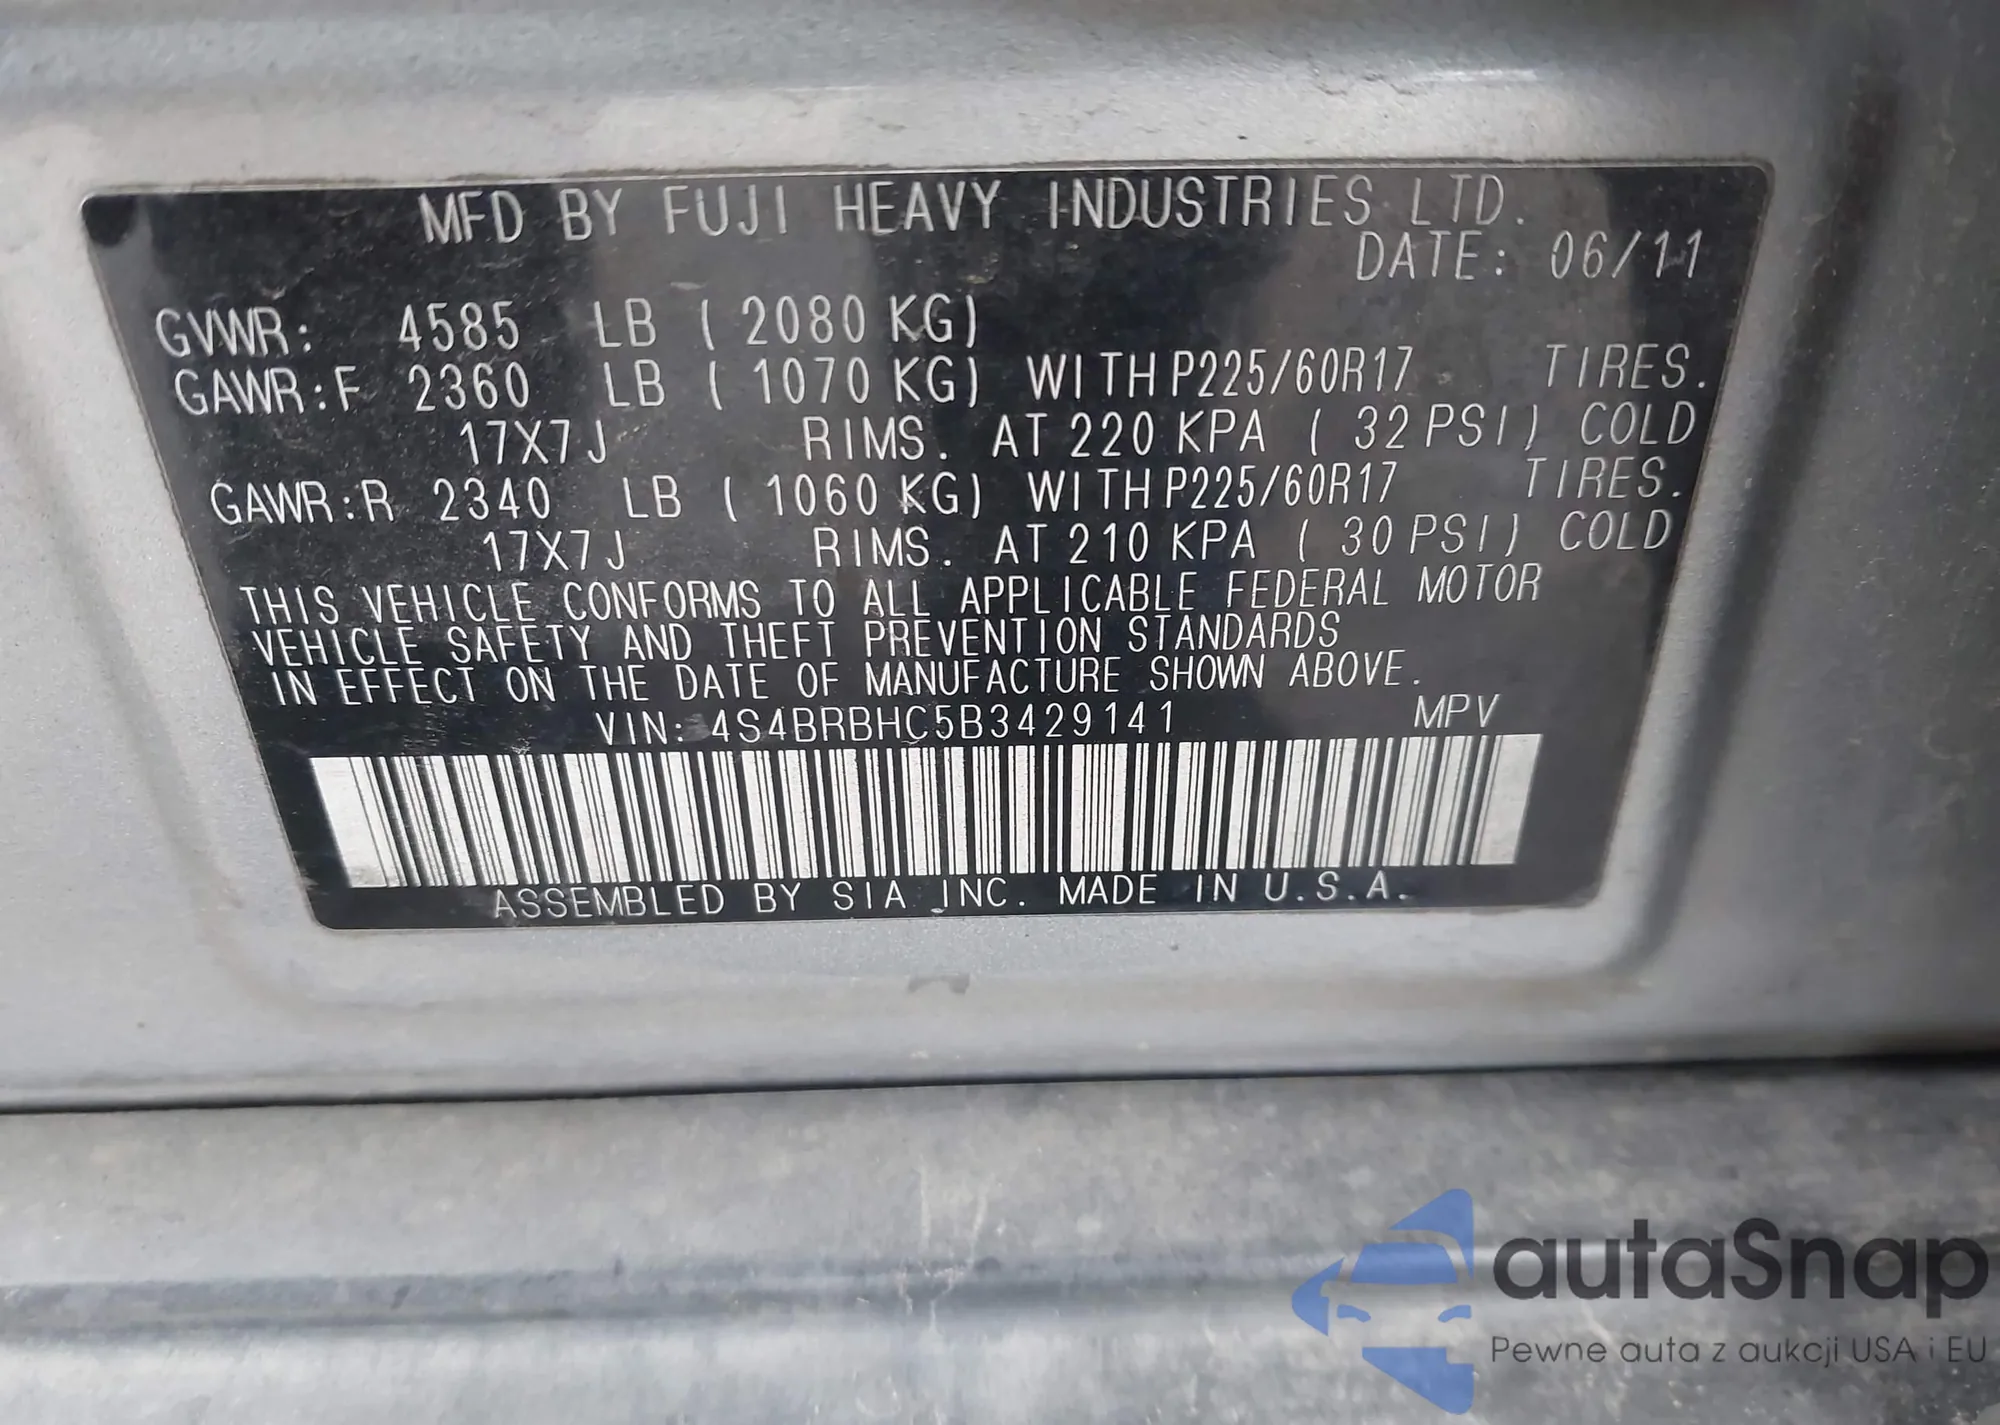 MFD BY FUJI HEAVY INDUSTRIES LTD.
DATE: 06/11
GVWR: 4585 LB ( 2080 KG)
GAWR:F 2360 LB ( 1070 KG) WITH P225/60R17 TIRES.
17X7J RIMS. AT 220 KPA ( 32 PSI) COLD
GAWR:R 2340 LB ( 1060 KG) WITH P225/60R17 TIRES.
17X7J RIMS. AT 210 KPA ( 30 PSI) COLD
THIS VEHICLE CONFORMS TO ALL APPLICABLE FEDERAL MOTOR
VEHICLE SAFETY AND THEFT PREVENTION STANDARDS
IN EFFECT ON THE DATE OF MANUFACTURE SHOWN ABOVE.
VIN: 4S4BRBHC5B3429141 MPV
ASSEMBLED BY SIA INC. MADE IN U.S.A.
autaSnap
Pewne auta z aukcji USA i EU